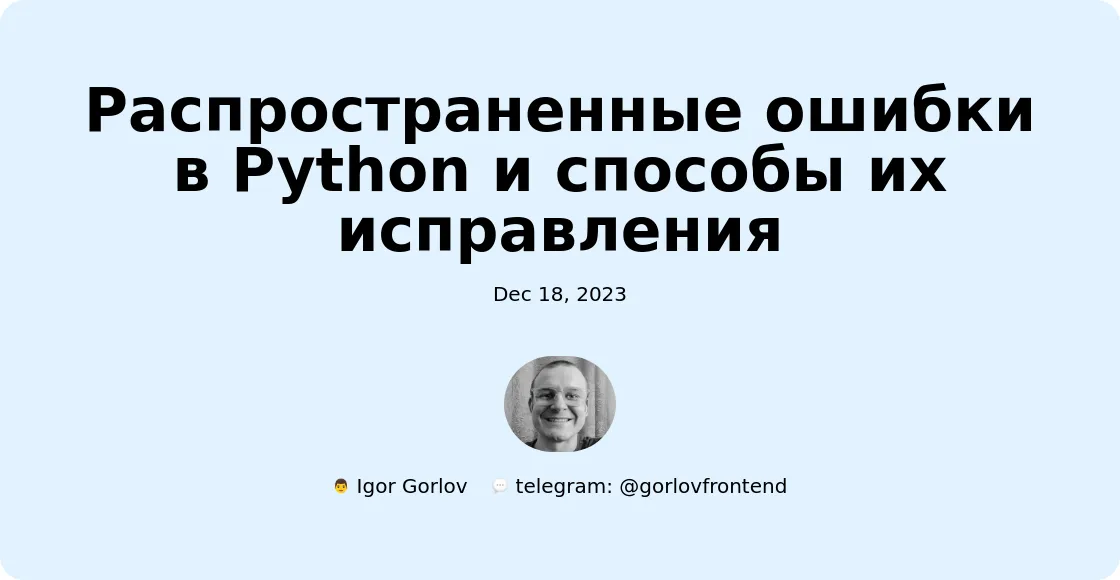 Распространенные ошибки
в Python и способы их
исправления
Dec 18, 2023
Igor Gorlov telegram: @gorlovfrontend